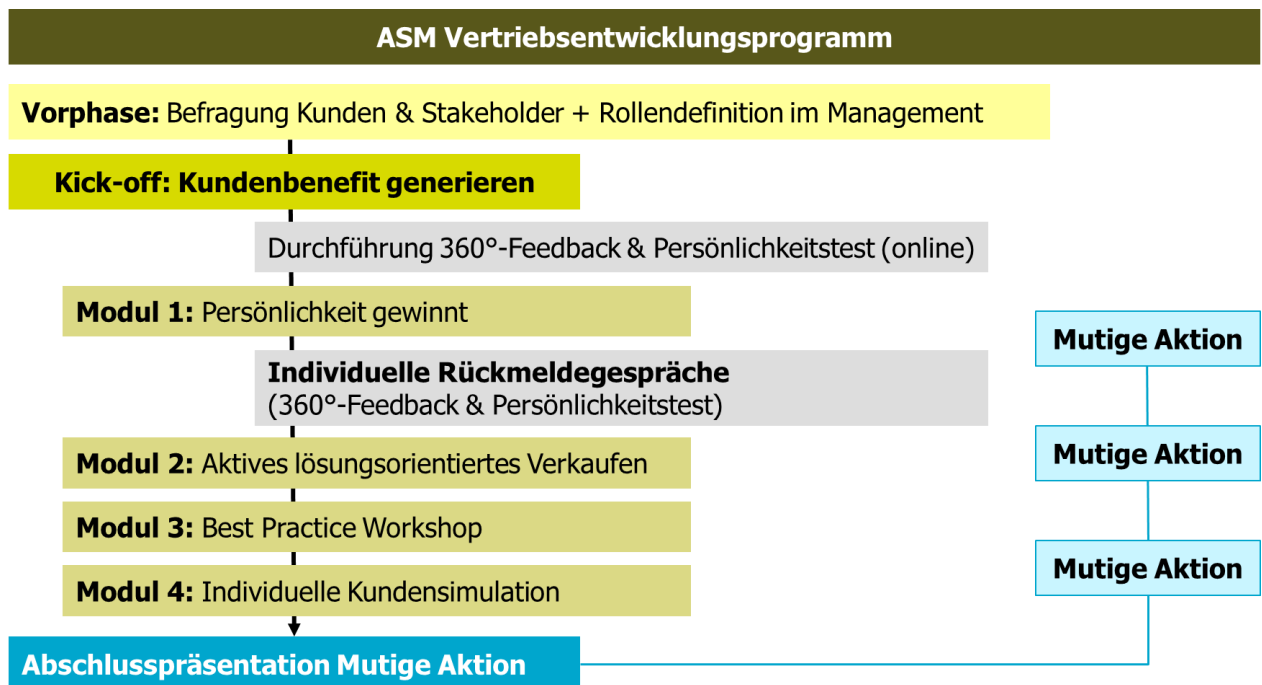 ASM Vertriebsentwicklungsprogramm
Vorphase: Befragung Kunden & Stakeholder + Rollendefinition im Management
Kick-off: Kundenbenefit generieren
Durchführung 360°-Feedback & Persönlichkeitstest (online)
Modul 1: Persönlichkeit gewinnt
Individuelle Rückmeldegespräche
(360°-Feedback & Persönlichkeitstest)
Modul 2: Aktives lösungsorientiertes Verkaufen
Modul 3: Best Practice Workshop
Modul 4: Individuelle Kundensimulation
Abschlusspräsentation Mutige Aktion
Mutige Aktion
Mutige Aktion
Mutige Aktion